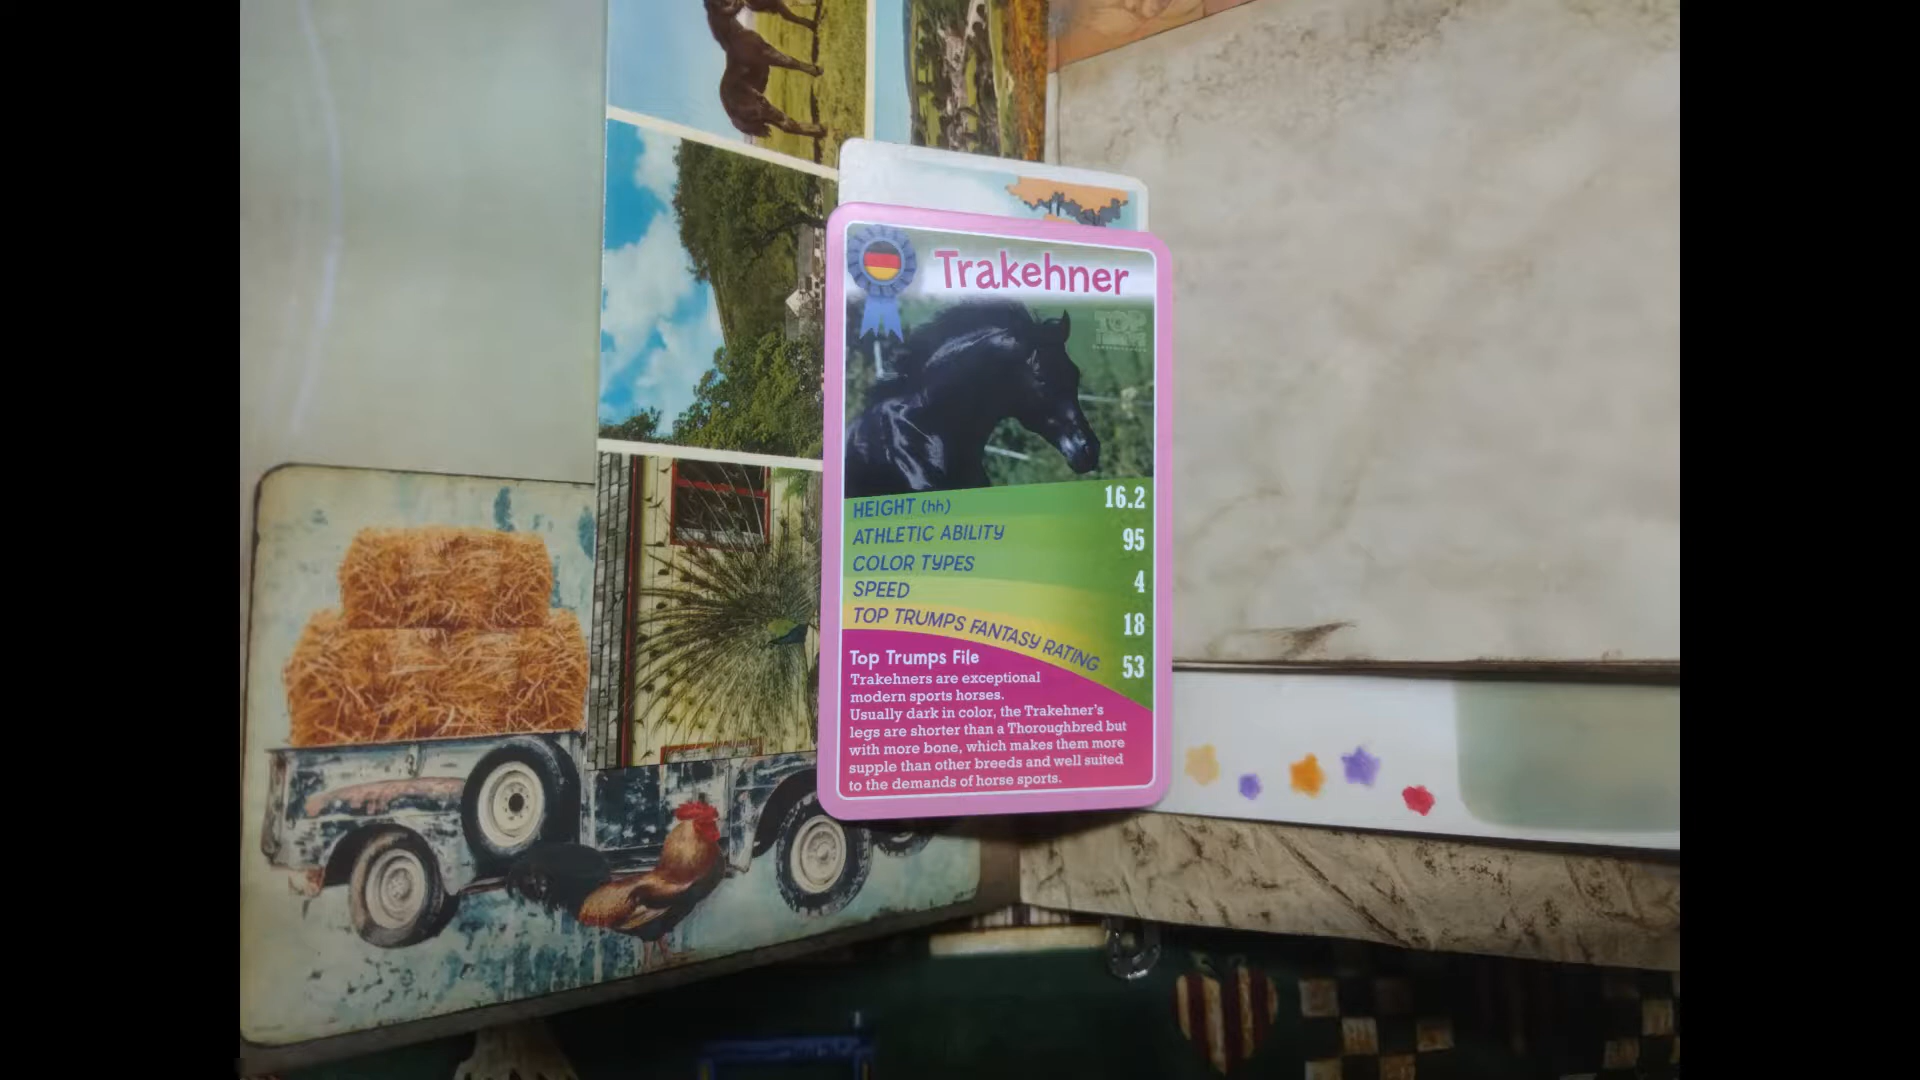 Trakehner
TOP
HEIGHT (hh) 16.2
ATHLETIC ABILITY 95
COLOR TYPES 4
SPEED 18
TOP TRUMPS FANTASY RATING 53
Top Trumps File
Trakehners are exceptional
modern sports horses.
Usually dark in color, the Trakehner's
legs are shorter than a Thoroughbred but
with more bone, which makes them more
supple than other breeds and well suited
to the demands of horse sports.